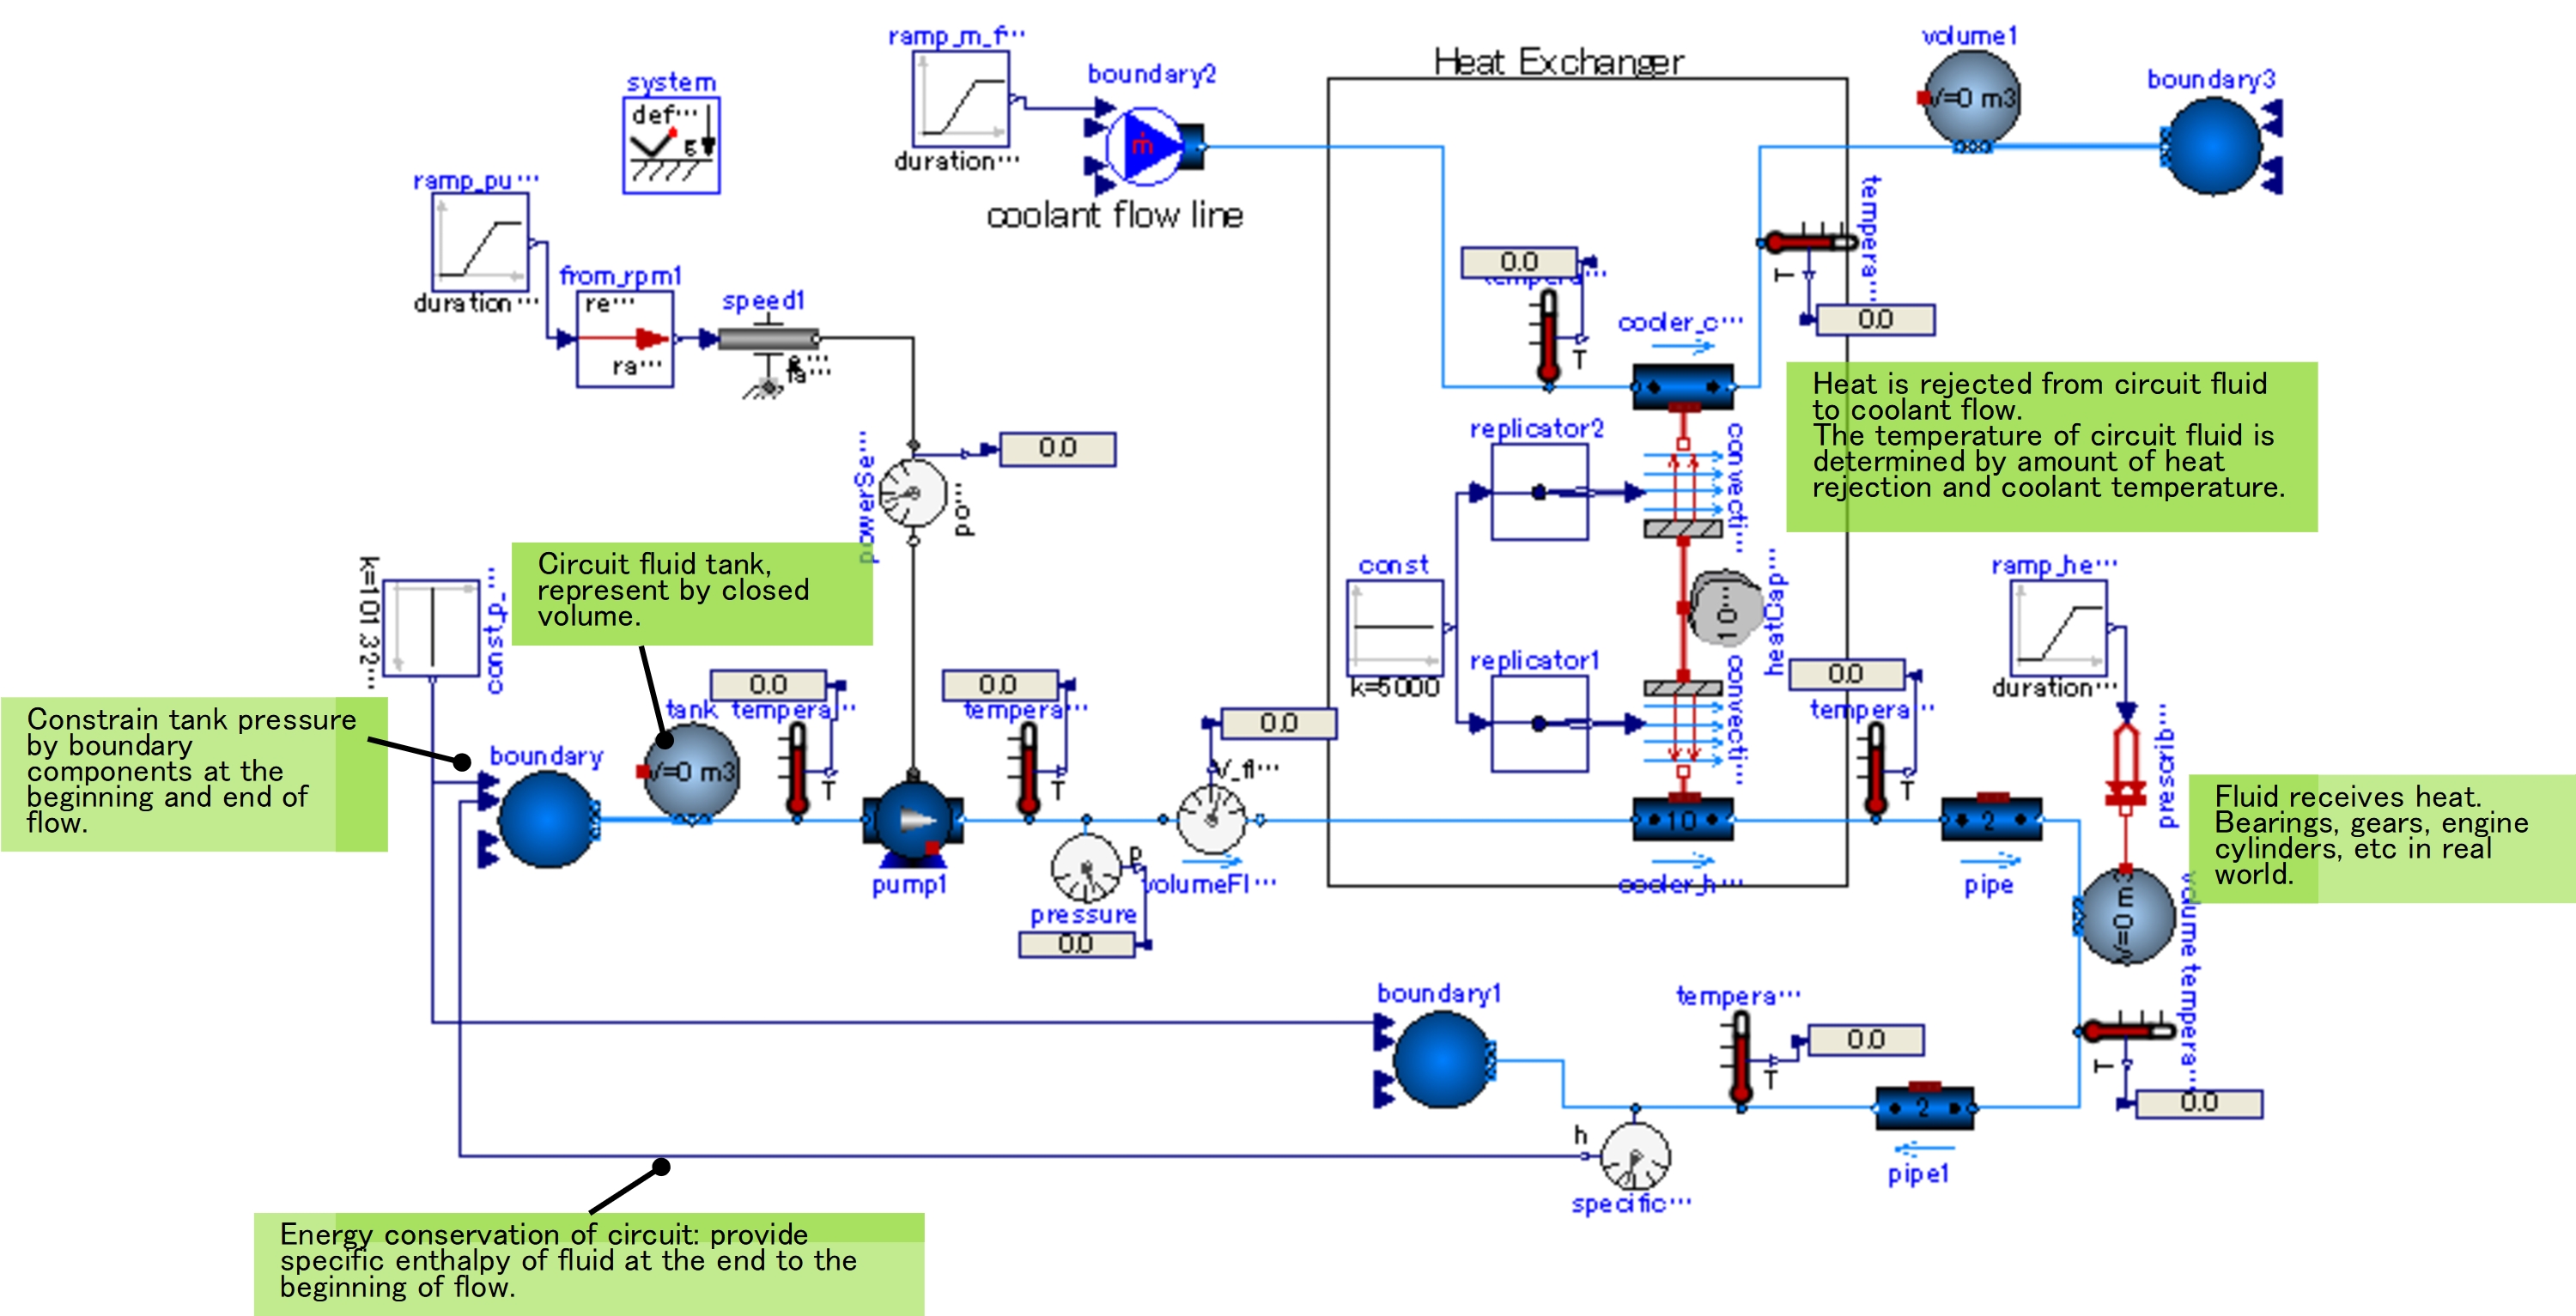 ramp_m_f…
volume1
Heat Exchanger
boundary2
boundary3
system
def…
g
V=0 m3
ṁ
duration…
ramp_pu…
tempera…
coolant flow line
0.0
tempera…
T
from_rpm1
duration…
re…
speed1
0.0
cooler_c…
T
ra…
Heat is rejected from circuit fluid
to coolant flow.
The temperature of circuit fluid is
determined by amount of heat
rejection and coolant temperature.
replicator2
convecti…
powerSe…
0.0
pow…
k=101 32…
const_p…
Circuit fluid tank,
represent by closed
volume.
const
k=5000
10…
heatCap…
ramp_he…
duration…
replicator1
convecti…
0.0
tempera…
T
0.0
tempera…
T
0.0
tempera…
T
prescrib…
Constrain tank pressure
by boundary
components at the
beginning and end of
flow.
boundary
tank
V=0 m3
0.0
V_fl…
Fluid receives heat.
Bearings, gears, engine
cylinders, etc in real
world.
10
2
pump1
p
volumeFl…
cooler_h…
pipe
pressure
0.0
V=0 m3
volume
boundary1
tempera…
0.0
T
tempera…
T
0.0
2
h
pipe1
specific…
Energy conservation of circuit: provide
specific enthalpy of fluid at the end to the
beginning of flow.